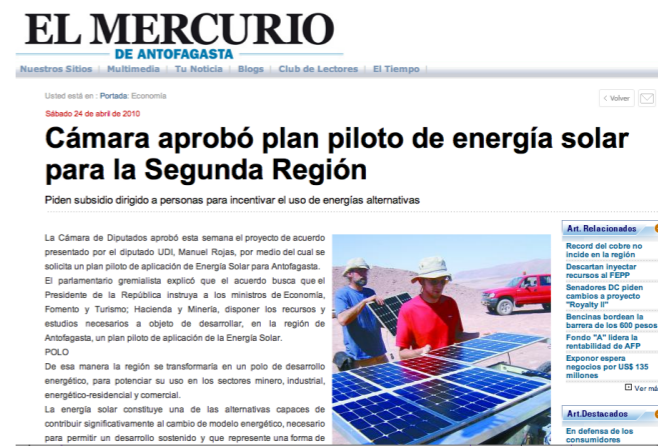 EL MERCURIO
DE ANTOFAGASTA
Nuestros Sitios | Multimedia | Tu Noticia | Blogs | Club de Lectores | El Tiempo |
Usted está en : Portada: Economía
< Volver
Sábado 24 de abril de 2010
Cámara aprobó plan piloto de energía solar
para la Segunda Región
Piden subsidio dirigido a personas para incentivar el uso de energías alternativas
La Cámara de Diputados aprobó esta semana el proyecto de acuerdo
presentado por el diputado UDI, Manuel Rojas, por medio del cual se
solicita un plan piloto de aplicación de Energía Solar para Antofagasta.
El parlamentario gremialista explicó que el acuerdo busca que el
Presidente de la República instruya a los ministros de Economía,
Fomento y Turismo; Hacienda y Minería, disponer los recursos y
estudios necesarios a objeto de desarrollar, en la región de
Antofagasta, un plan piloto de aplicación de la Energía Solar.
POLO
De esa manera la región se transformaría en un polo de desarrollo
energético, para potenciar su uso en los sectores minero, industrial,
energético-residencial y comercial.
La energía solar constituye una de las alternativas capaces de
contribuir significativamente al cambio de modelo energético, necesario
para permitir un desarrollo sostenido y que represente una forma de
Art. Relacionados
Record del cobre no
incide en la región
Descartan inyectar
recursos al FEPP
Senadores DC piden
cambios a proyecto
"Royalty II"
Bencinas bordean la
barrera de los 600 pesos
Fondo "A" lidera la
rentabilidad de AFP
Exponor espera
negocios por US$ 135
millones
Ver má
Art.Destacados
En defensa de los
consumidores